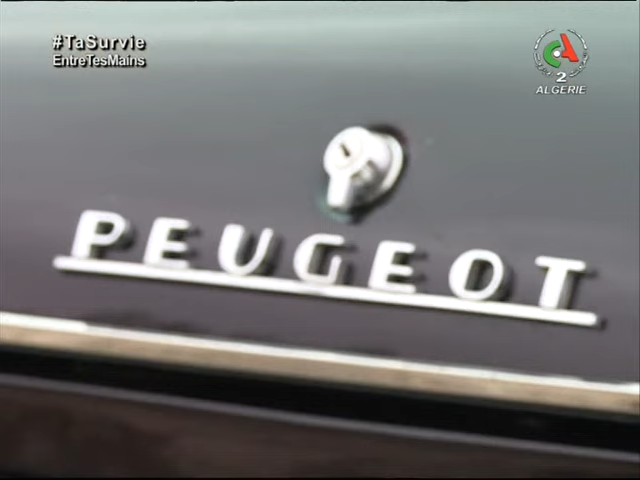 #TaSurvie
EntreTesMains
2
ALGERIE
PEUGEOT